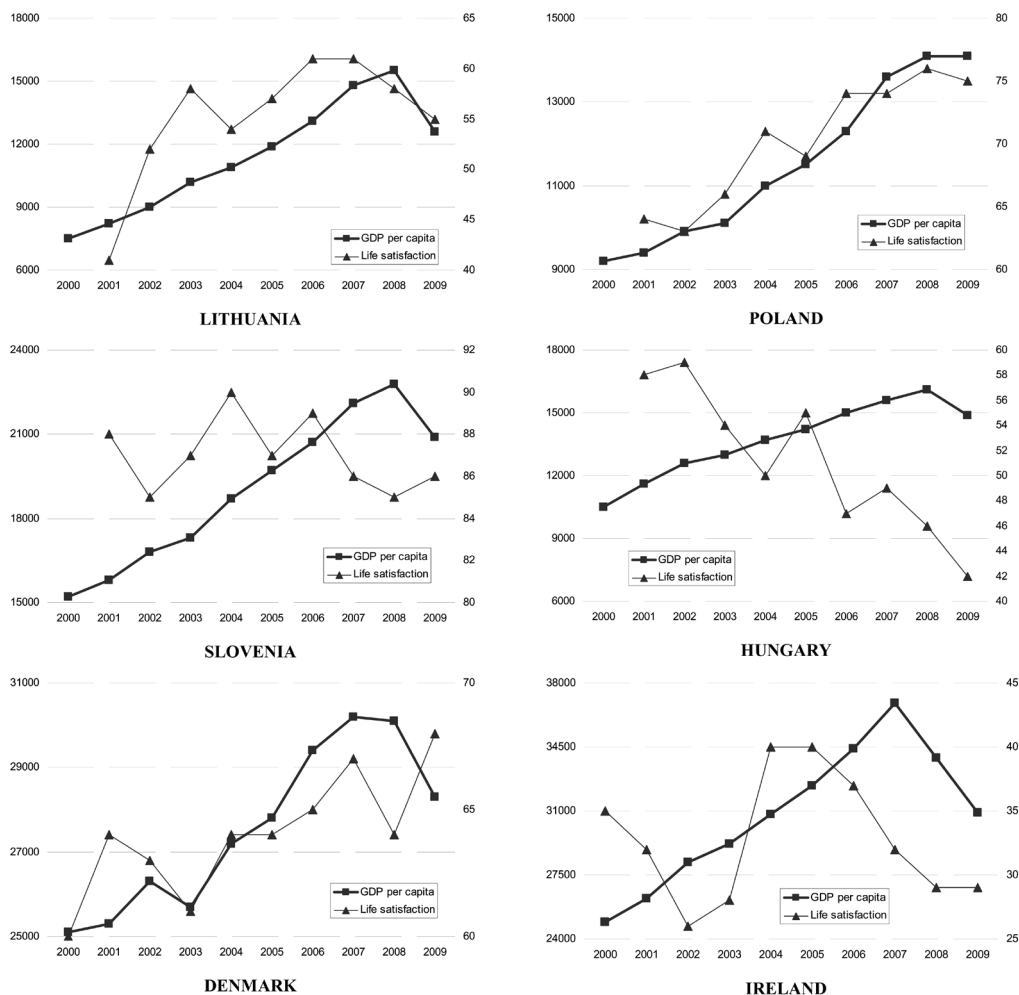 18000 65
15000 60
55
12000
50
9000 45
6000 40
GDP per capita
Life satisfaction
2000 2001 2002 2003 2004 2005 2006 2007 2008 2009
LITHUANIA
15000 80
13000 75
70
11000
65
9000 60
GDP per capita
Life satisfaction
2000 2001 2002 2003 2004 2005 2006 2007 2008 2009
POLAND
24000 92
90
21000 88
86
18000 84
82
15000 80
GDP per capita
Life satisfaction
2000 2001 2002 2003 2004 2005 2006 2007 2008 2009
SLOVENIA
18000 60
58
56
15000 54
52
12000 50
48
9000 46
44
42
6000 40
GDP per capita
Life satisfaction
2000 2001 2002 2003 2004 2005 2006 2007 2008 2009
HUNGARY
31000 70
29000
65
27000
25000 60
GDP per capita
Life satisfaction
2000 2001 2002 2003 2004 2005 2006 2007 2008 2009
DENMARK
38000 45
34500 40
31000 35
27500 30
24000 25
GDP per capita
Life satisfaction
2000 2001 2002 2003 2004 2005 2006 2007 2008 2009
IRELAND